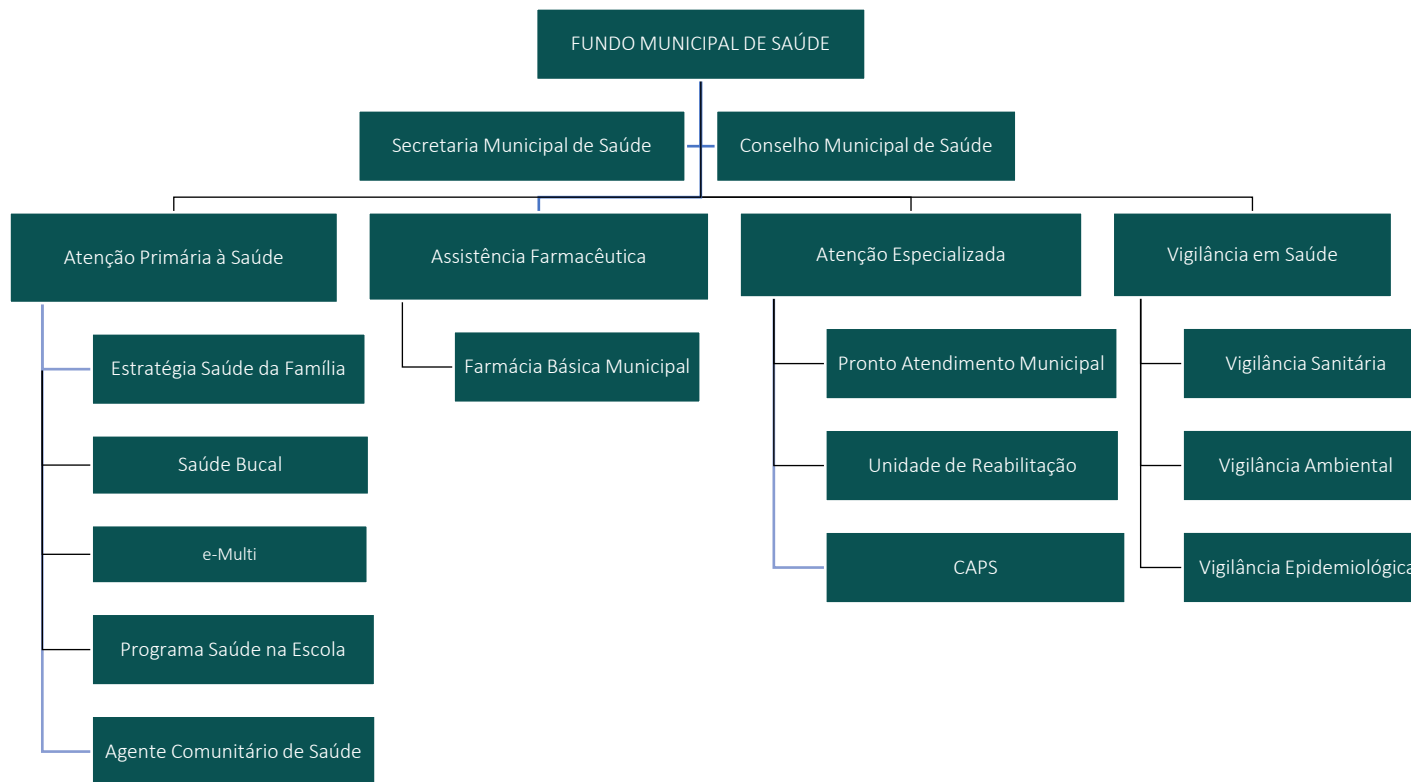 FUNDO MUNICIPAL DE SAÚDE
Secretaria Municipal de Saúde
Conselho Municipal de Saúde
Atenção Primária à Saúde
Assistência Farmacêutica
Atenção Especializada
Vigilância em Saúde
Estratégia Saúde da Família
Farmácia Básica Municipal
Pronto Atendimento Municipal
Vigilância Sanitária
Saúde Bucal
Unidade de Reabilitação
Vigilância Ambiental
e-Multi
CAPS
Vigilância Epidemiológica
Programa Saúde na Escola
Agente Comunitário de Saúde